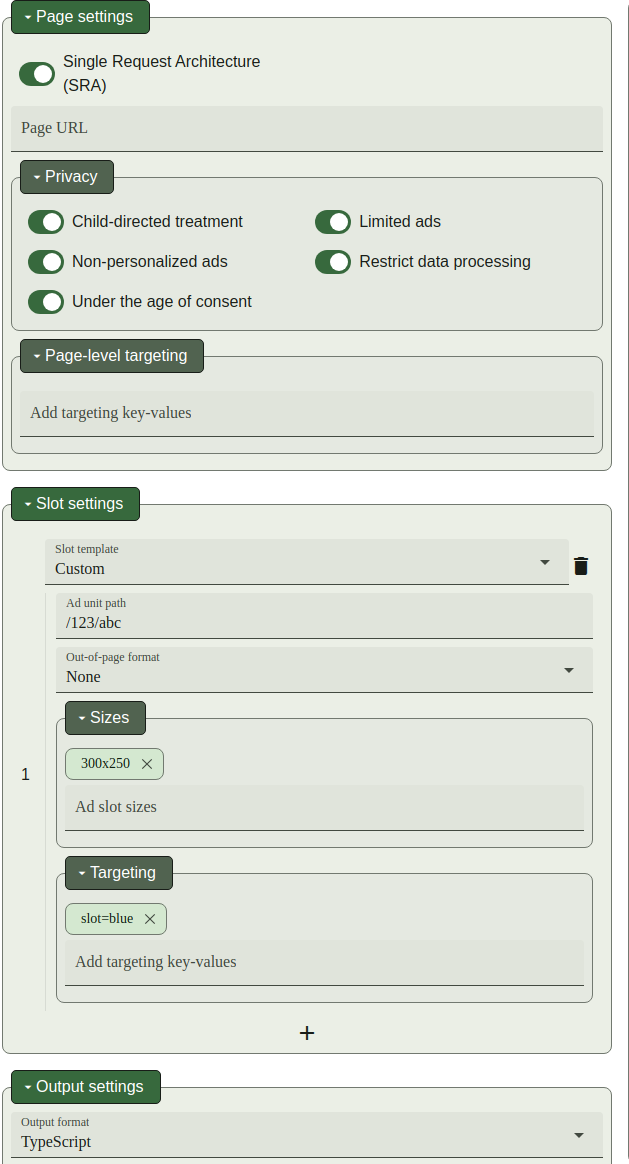 Page settings
Single Request Architecture
(SRA)
Page URL
Privacy
Child-directed treatment
Limited ads
Non-personalized ads
Restrict data processing
Under the age of consent
Page-level targeting
Add targeting key-values
Slot settings
Slot template
Custom
Ad unit path
/123/abc
Out-of-page format
None
Sizes
300x250
1
Ad slot sizes
Targeting
slot=blue
Add targeting key-values
Output settings
Output format
TypeScript